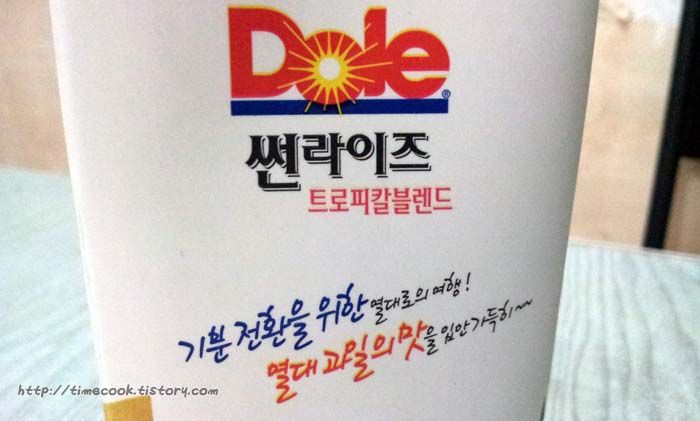 Dole®
썬라이즈
트로피칼블렌드
기분 전환을 위한 열대로의 여행!
열대 과일의 맛을 입안 가득히~~
http://timecook.tistory.com